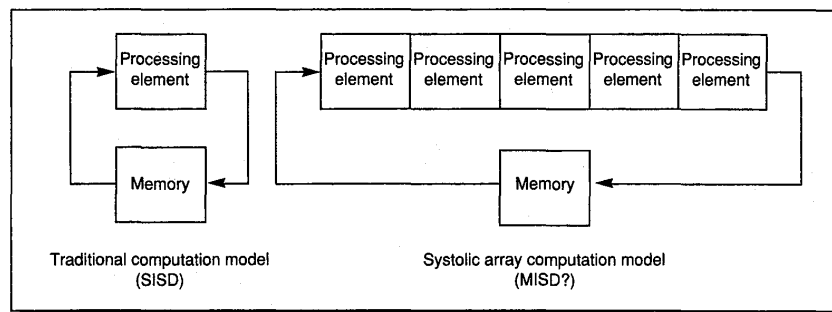 Processing
element
Memory
Traditional computation model
(SISD)
Processing
element
Processing
element
Processing
element
Processing
element
Processing
element
Memory
Systolic array computation model
(MISD?)